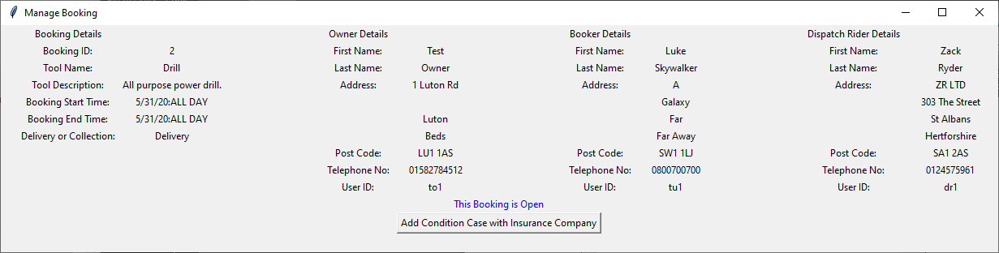 Manage Booking
Booking Details Owner Details Booker Details Dispatch Rider Details
Booking ID: 2 First Name: Test First Name: Luke First Name: Zack
Tool Name: Drill Last Name: Owner Last Name: Skywalker Last Name: Ryder
Tool Description: All purpose power drill. Address: 1 Luton Rd Address: A Address: ZR LTD
Booking Start Time: 5/31/20:ALL DAY Galaxy 303 The Street
Booking End Time: 5/31/20:ALL DAY Luton Far St Albans
Delivery or Collection: Delivery Beds Far Away Hertforshire
Post Code: LU1 1AS Post Code: SW1 1LJ Post Code: SA1 2AS
Telephone No: 01582784512 Telephone No: 0800700700 Telephone No: 0124575961
User ID: to1 User ID: tu1 User ID: dr1
This Booking is Open
Add Condition Case with Insurance Company